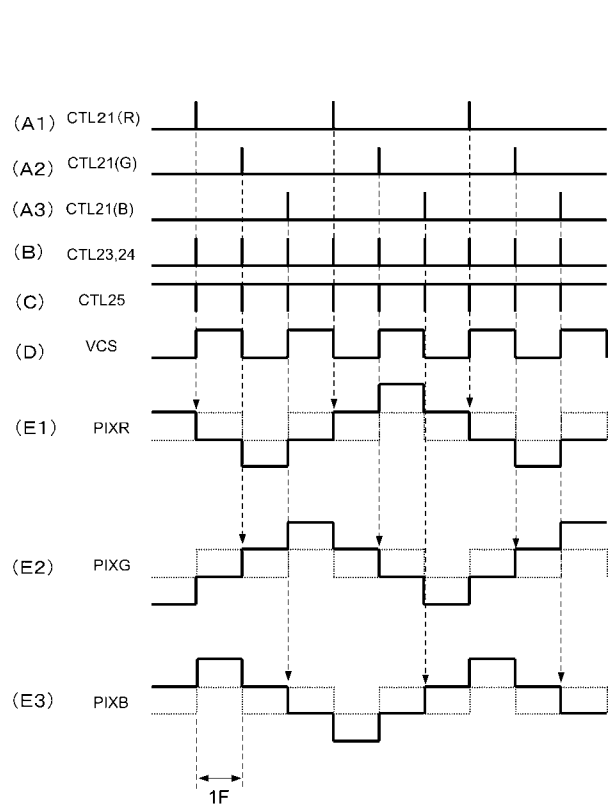 (A1) CTL21(R)
(A2) CTL21(G)
(A3) CTL21(B)
(B) CTL23,24
(C) CTL25
(D) VCS
(E1) PIXR
(E2) PIXG
(E3) PIXB
1F